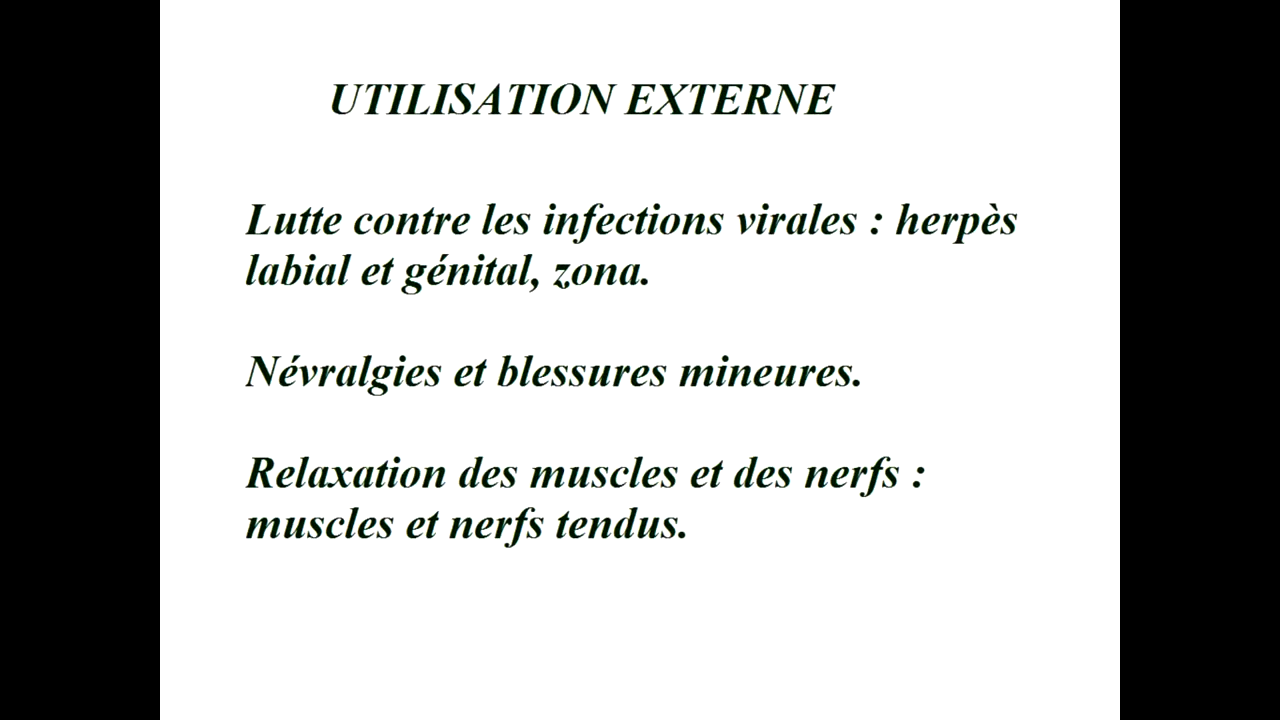 UTILISATION EXTERNE
Lutte contre les infections virales : herpès
labial et génital, zona.
Névralgies et blessures mineures.
Relaxation des muscles et des nerfs :
muscles et nerfs tendus.